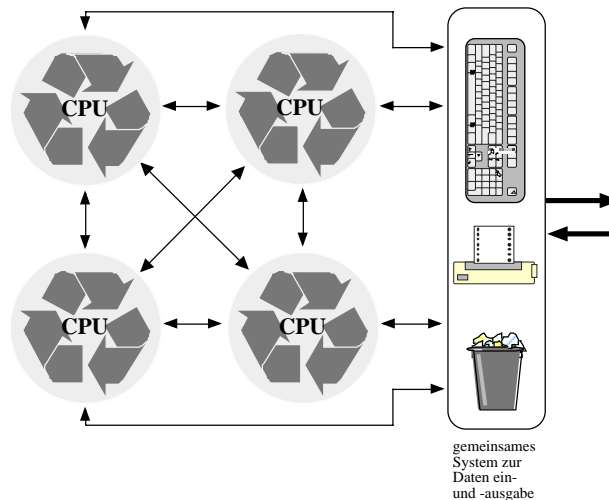 CPU
CPU
CPU
CPU
gemeinsames
System zur
Daten ein-
und -ausgabe